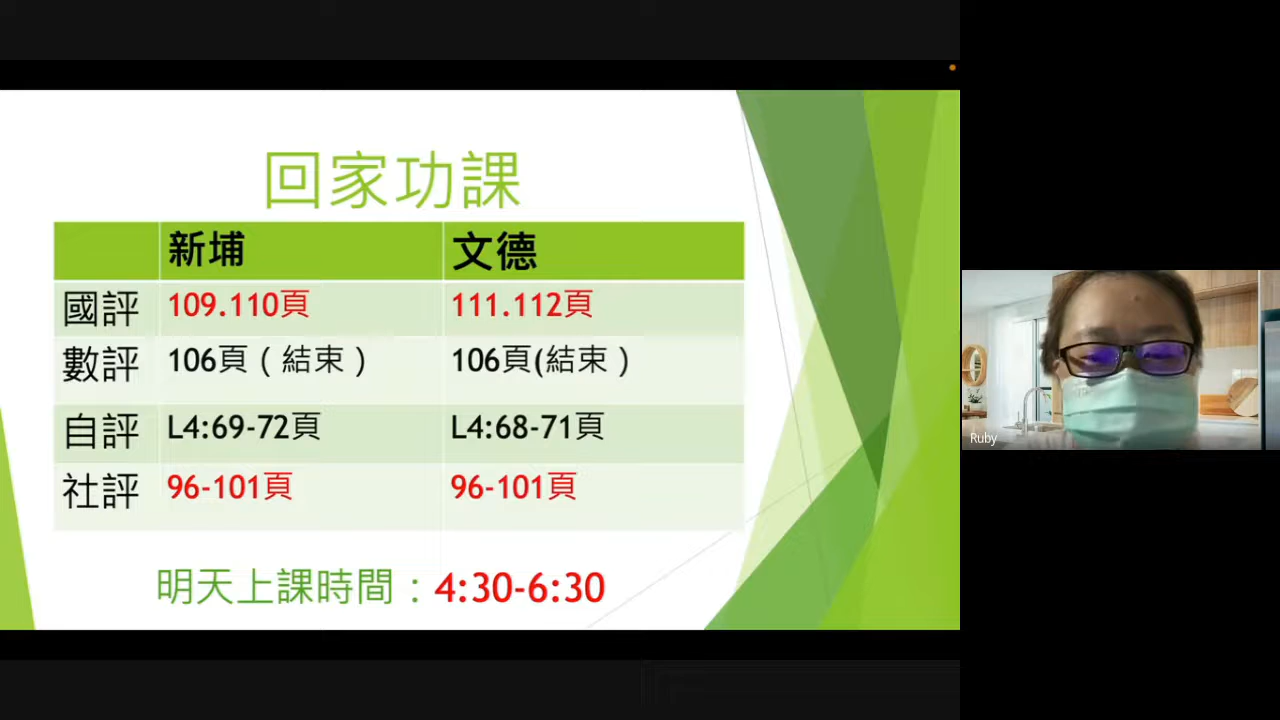 回家功課
新埔 文德
國評 109.110頁 111.112頁
數評 106頁（結束） 106頁(結束）
自評 L4:69-72頁 L4:68-71頁
社評 96-101頁 96-101頁
明天上課時間：4:30-6:30
Ruby